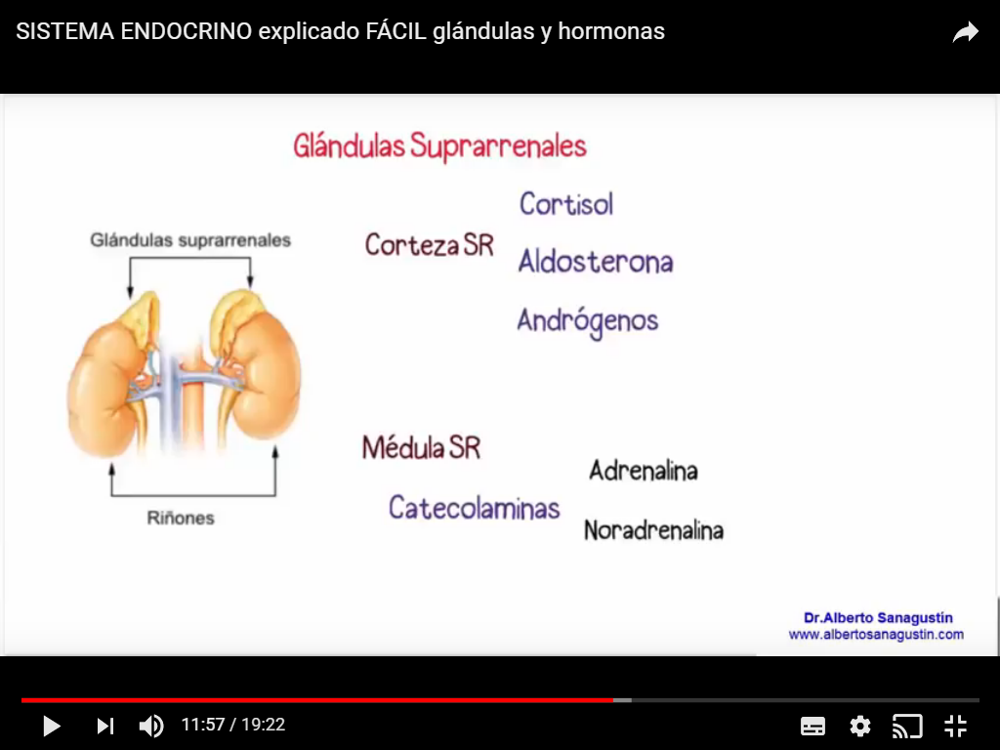 SISTEMA ENDOCRINO explicado FÁCIL glándulas y hormonas
Glándulas Suprarrenales
Cortisol
Glándulas suprarrenales
Corteza SR
Aldosterona
Andrógenos
Médula SR
Adrenalina
Catecolaminas
Noradrenalina
Riñones
Dr.Alberto Sanagustín
www.albertosanagustin.com
11:57 / 19:22